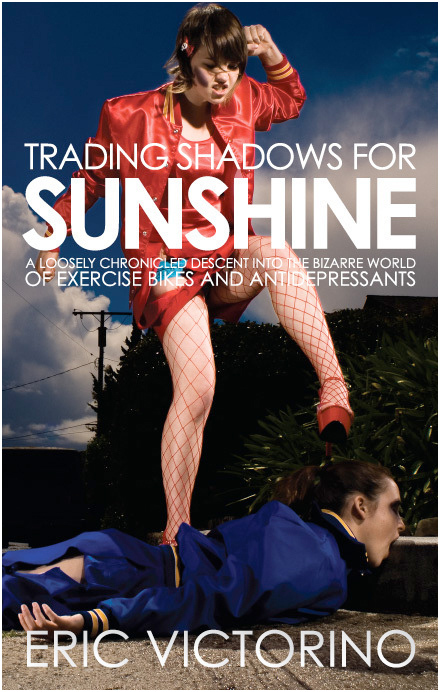 TRADING SHADOWS FOR
SUNSHINE
A LOOSELY CHRONICLED DESCENT INTO THE BIZARRE WORLD
OF EXERCISE BIKES AND ANTIDEPRESSANTS
ERIC VICTORINO